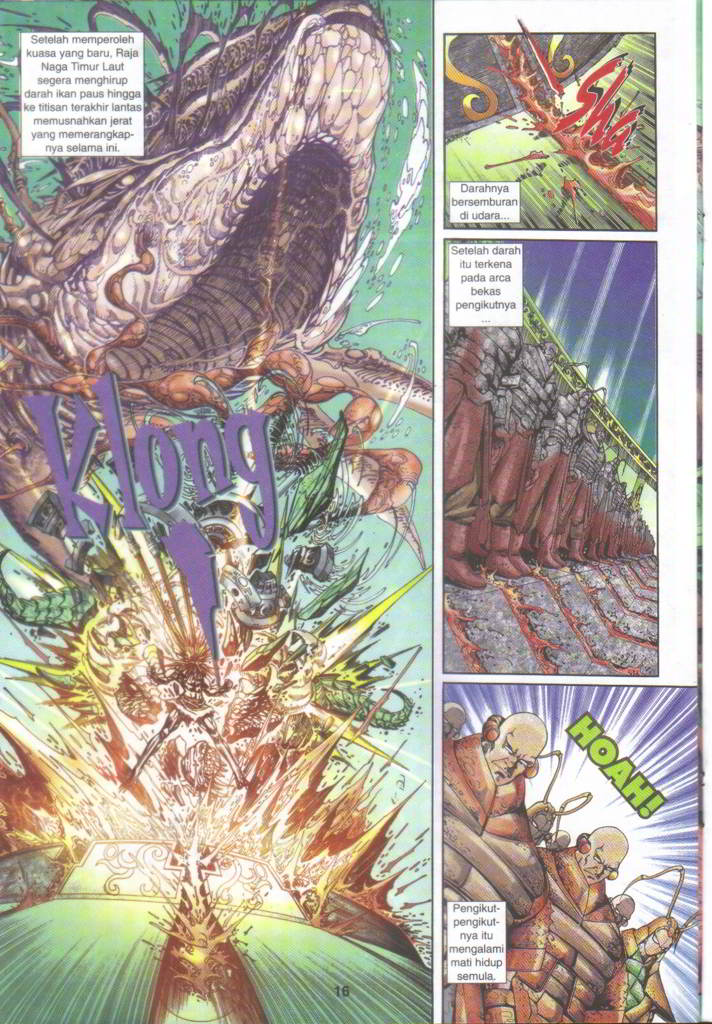 Setelah memperoleh
kuasa yang baru, Raja
Naga Timur Laut
segera menghirup
darah ikan paus hingga
ke titisan terakhir lantas
memusnahkan jerat
yang memerangkap-
nya selama ini.
Klong
!
Sha
Darahnya
bersemburan
di udara...
Setelah darah
itu terkena
pada arca
bekas
pengikutnya
...
HOAH!
Pengikut-
pengikut-
nya itu
mengalami
mati hidup
semula.
16